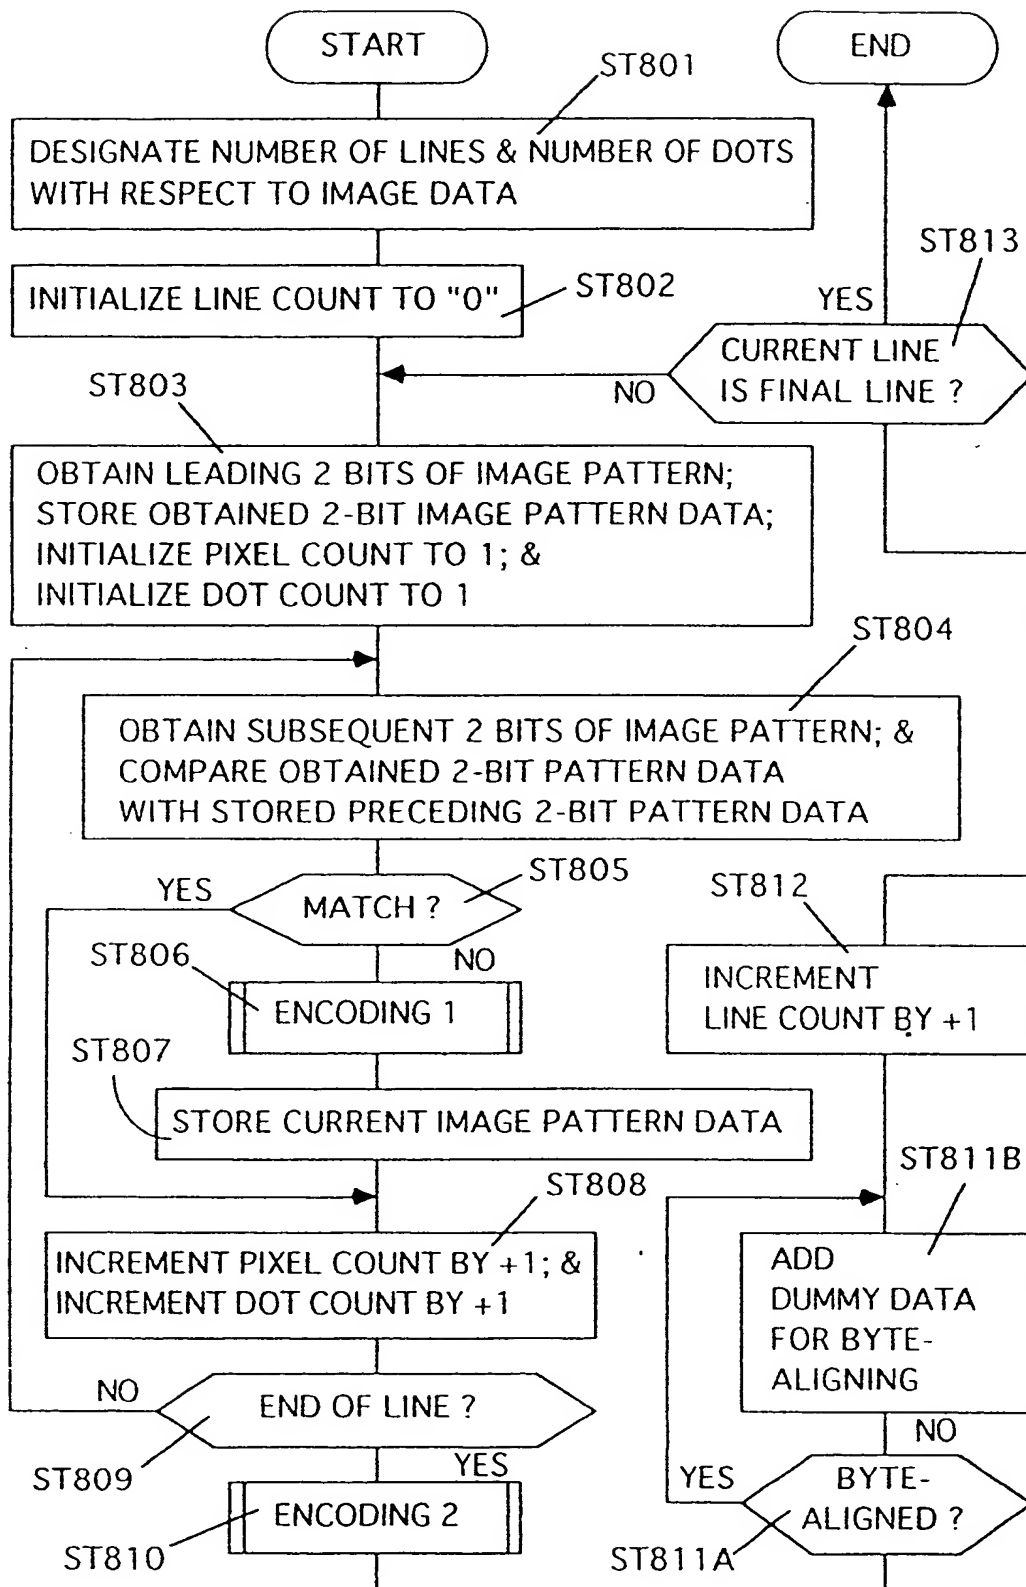 START
END
ST801
DESIGNATE NUMBER OF LINES & NUMBER OF DOTS
WITH RESPECT TO IMAGE DATA
ST813
INITIALIZE LINE COUNT TO "0"
ST802
YES
CURRENT LINE
IS FINAL LINE ?
NO
ST803
OBTAIN LEADING 2 BITS OF IMAGE PATTERN;
STORE OBTAINED 2-BIT IMAGE PATTERN DATA;
INITIALIZE PIXEL COUNT TO 1; &
INITIALIZE DOT COUNT TO 1
ST804
OBTAIN SUBSEQUENT 2 BITS OF IMAGE PATTERN; &
COMPARE OBTAINED 2-BIT PATTERN DATA
WITH STORED PRECEDING 2-BIT PATTERN DATA
YES
MATCH ?
ST805
ST812
NO
ST806
ENCODING 1
INCREMENT
LINE COUNT BY +1
ST807
STORE CURRENT IMAGE PATTERN DATA
ST811B
ST808
INCREMENT PIXEL COUNT BY +1; &
INCREMENT DOT COUNT BY +1
ADD
DUMMY DATA
FOR BYTE-
ALIGNING
NO
END OF LINE ?
NO
ST809
YES
ENCODING 2
ST810
YES
BYTE-
ALIGNED ?
ST811A